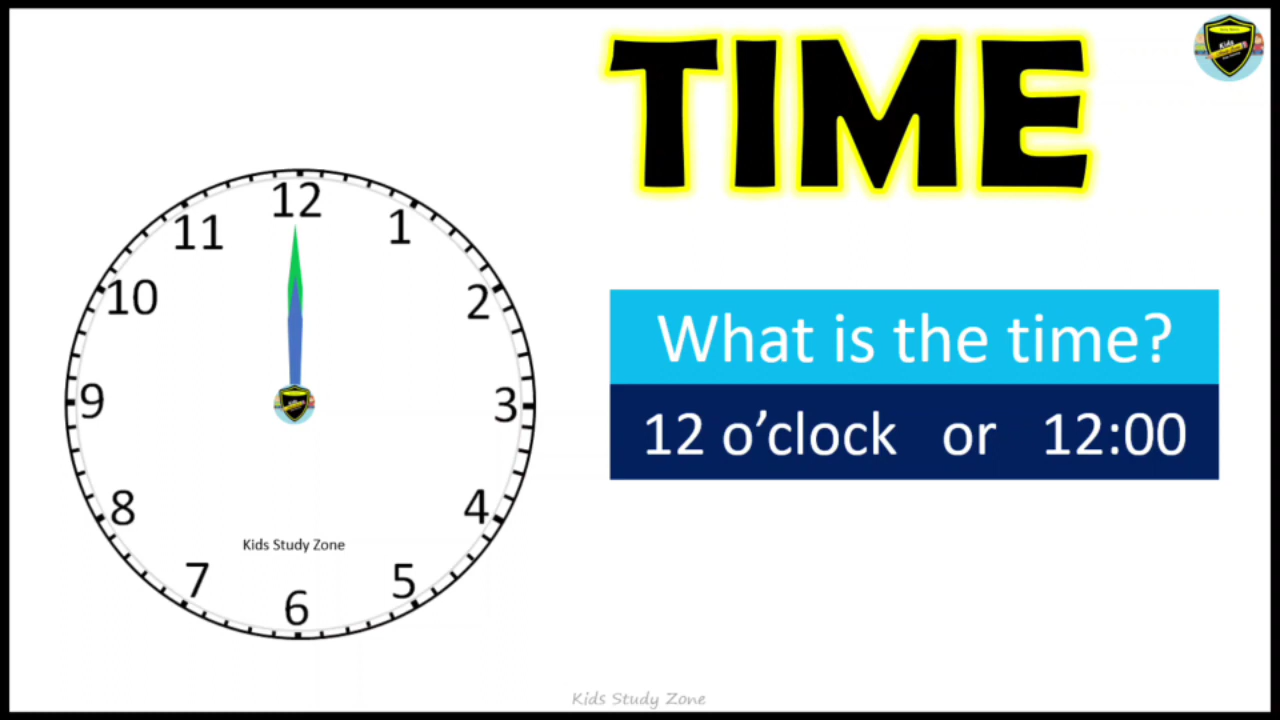 TIME
12
11
1
10
2
9
3
8
4
7
5
6
Kids Study Zone
What is the time?
12 o’clock or 12:00
Kids Study Zone